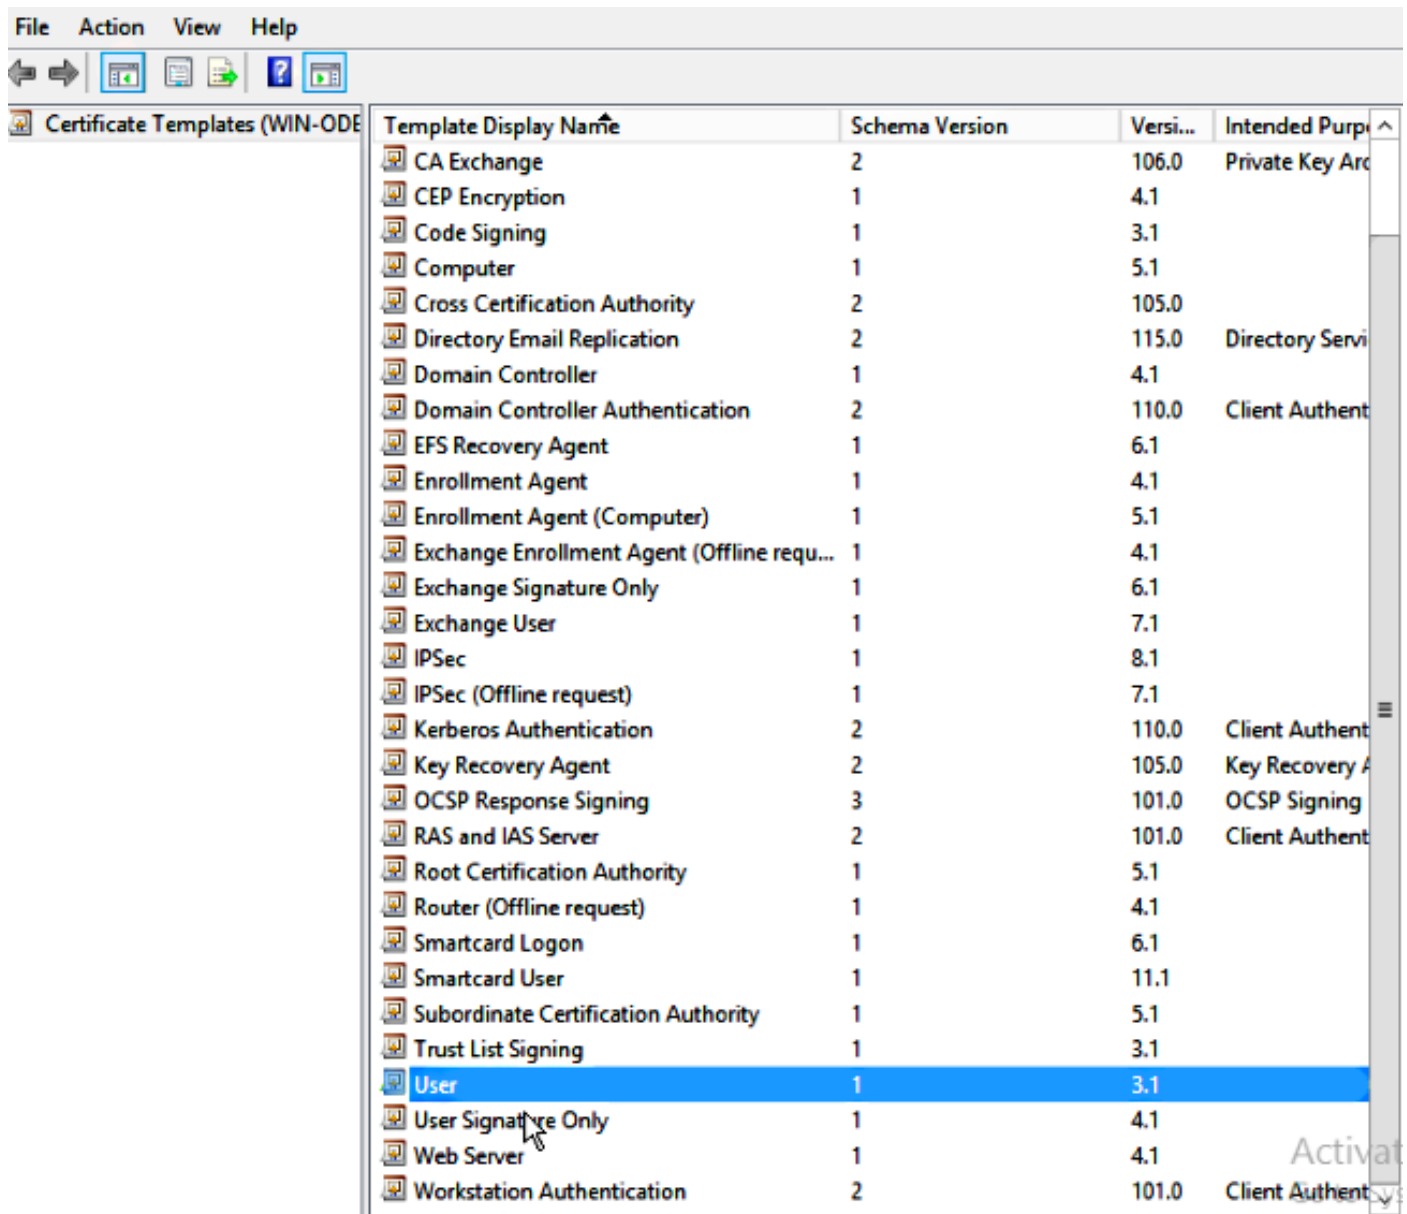 File Action View Help
Certificate Templates (WIN-ODE
Template Display Name Schema Version Versi... Intended Purp
CA Exchange 2 106.0 Private Key Arc
CEP Encryption 1 4.1
Code Signing 1 3.1
Computer 1 5.1
Cross Certification Authority 2 105.0
Directory Email Replication 2 115.0 Directory Servi
Domain Controller 1 4.1
Domain Controller Authentication 2 110.0 Client Authent
EFS Recovery Agent 1 6.1
Enrollment Agent 1 4.1
Enrollment Agent (Computer) 1 5.1
Exchange Enrollment Agent (Offline requ... 1 4.1
Exchange Signature Only 1 6.1
Exchange User 1 7.1
IPSec 1 8.1
IPSec (Offline request) 1 7.1
Kerberos Authentication 2 110.0 Client Authent
Key Recovery Agent 2 105.0 Key Recovery A
OCSP Response Signing 3 101.0 OCSP Signing
RAS and IAS Server 2 101.0 Client Authent
Root Certification Authority 1 5.1
Router (Offline request) 1 4.1
Smartcard Logon 1 6.1
Smartcard User 1 11.1
Subordinate Certification Authority 1 5.1
Trust List Signing 1 3.1
User 1 3.1
User Signature Only 1 4.1
Web Server 1 4.1
Activat
Workstation Authentication 2 101.0 Client Authent